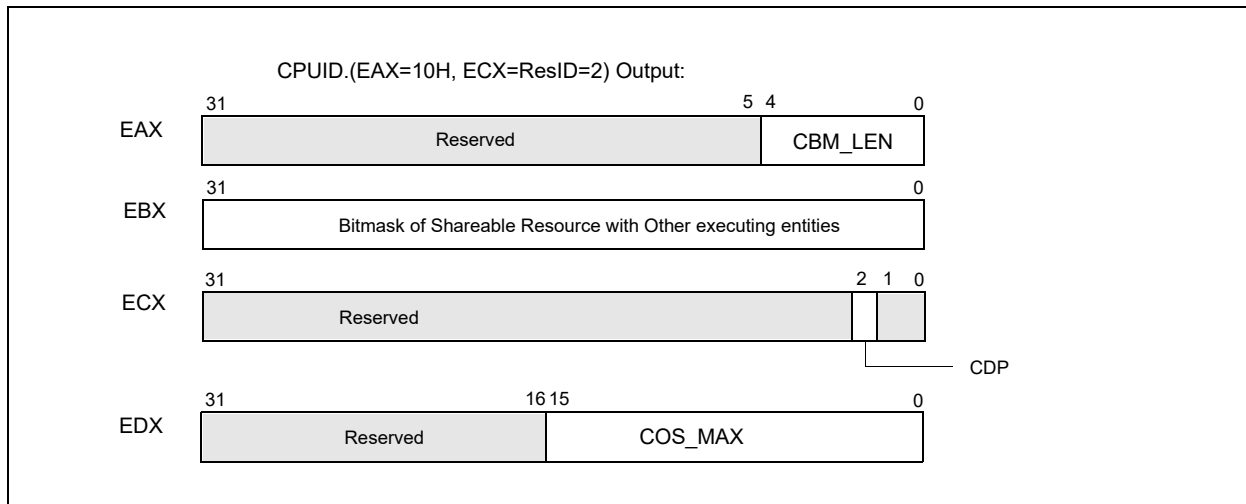 CPUID.(EAX=10H, ECX=ResID=2) Output:
31 5 4 0
EAX Reserved CBM_LEN
31 0
EBX Bitmask of Shareable Resource with Other executing entities
31 2 1 0
ECX Reserved
CDP
31 16 15 0
EDX Reserved COS_MAX